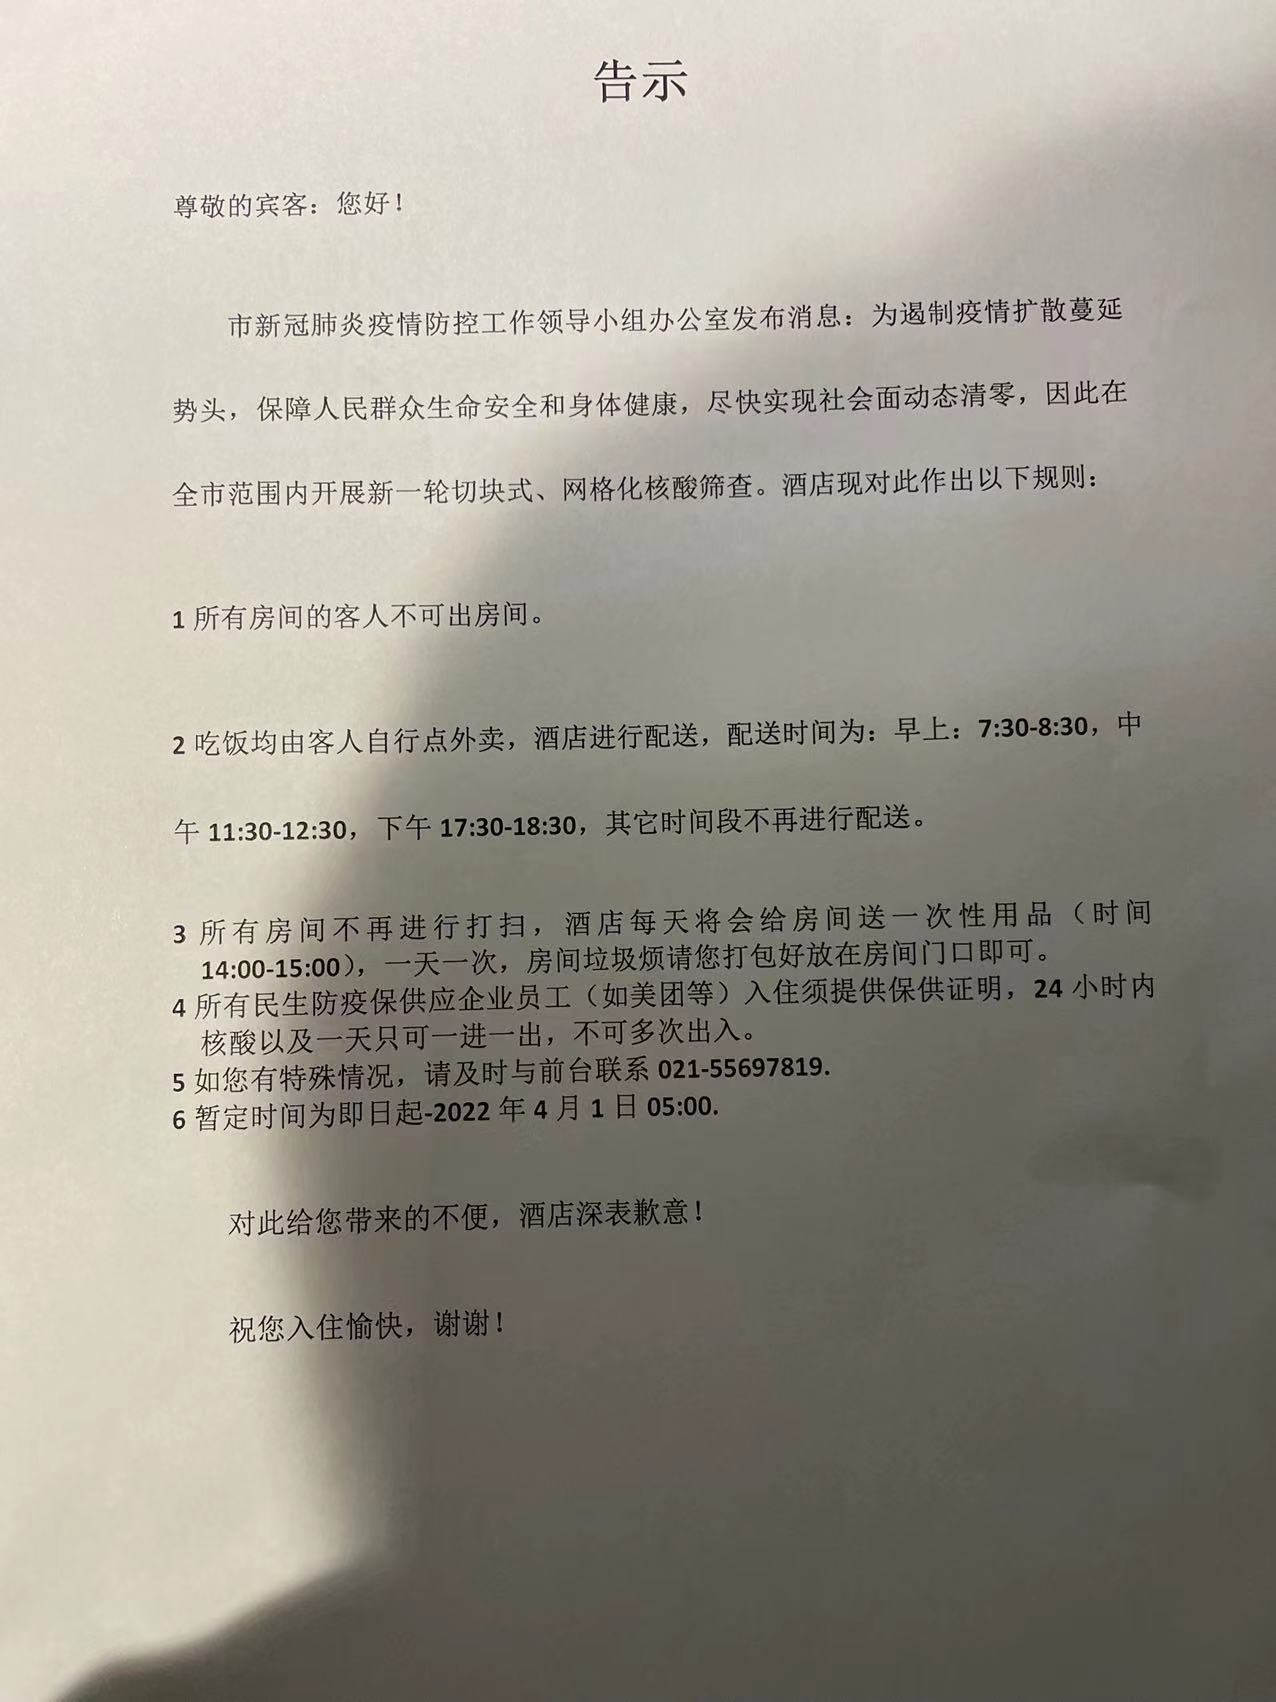 告示
尊敬的宾客：您好！
市新冠肺炎疫情防控工作领导小组办公室发布消息：为遏制疫情扩散蔓延
势头，保障人民群众生命安全和身体健康，尽快实现社会面动态清零，因此在
全市范围内开展新一轮切块式、网格化核酸筛查。酒店现对此作出以下规则：
1 所有房间的客人不可出房间。
2 吃饭均由客人自行点外卖，酒店进行配送，配送时间为：早上：7:30-8:30，中
午 11:30-12:30，下午 17:30-18:30，其它时间段不再进行配送。
3 所有房间不再进行打扫，酒店每天将会给房间送一次性用品（时间
14:00-15:00），一天一次，房间垃圾烦请您打包好放在房间门口即可。
4 所有民生防疫保供应企业员工（如美团等）入住须提供保供证明，24 小时内
核酸以及一天只可一进一出，不可多次出入。
5 如您有特殊情况，请及时与前台联系 021-55697819.
6 暂定时间为即日起-2022 年 4 月 1 日 05:00.
对此给您带来的不便，酒店深表歉意！
祝您入住愉快，谢谢！